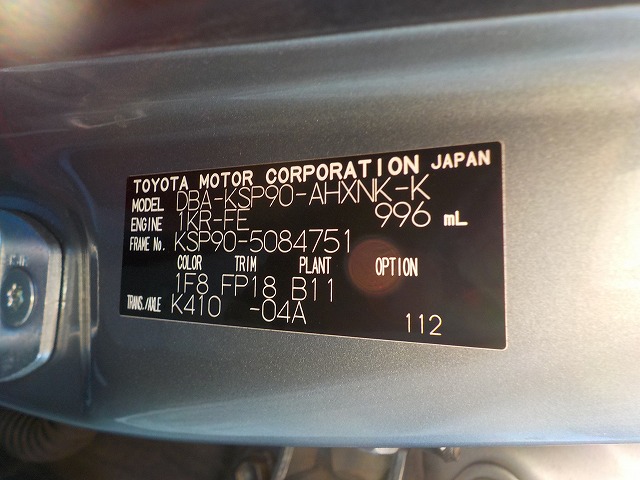 TOYOTA MOTOR CORPORATION JAPAN
MODEL DBA-KSP90-AHXNK-K
ENGINE 1KR-FE 996 mL
FRAME No. KSP90-5084751
COLOR TRIM PLANT OPTION
1F8 FP18 B11
TRANS./AXLE K410 -04A
112